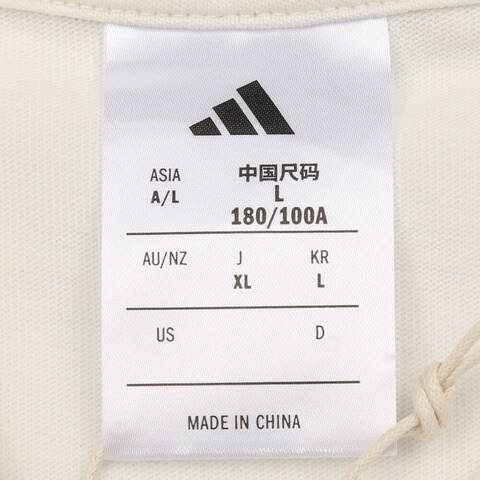 ASIA 中国尺码
A/L L
180/100A
AU/NZ J KR
XL L
US D
MADE IN CHINA